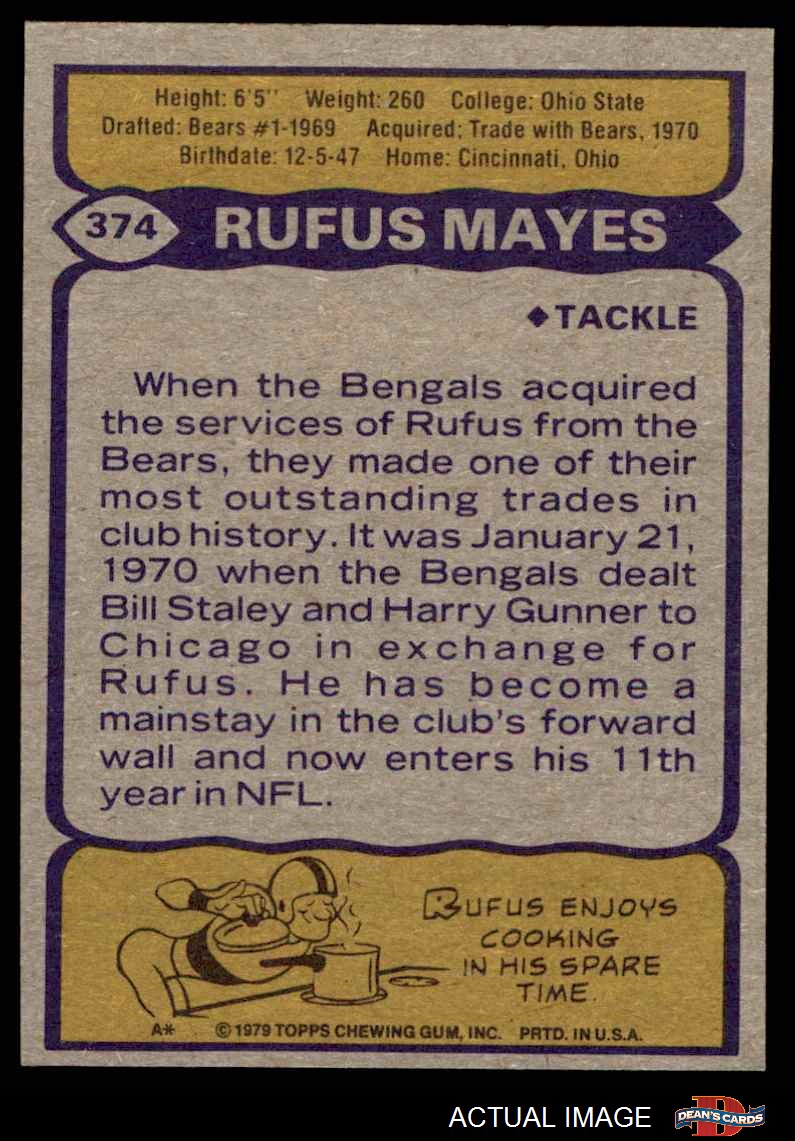 Height: 6'5'' Weight: 260 College: Ohio State
Drafted: Bears #1-1969 Acquired: Trade with Bears, 1970
Birthdate: 12-5-47 Home: Cincinnati, Ohio
374 RUFUS MAYES
◆TACKLE
When the Bengals acquired
the services of Rufus from the
Bears, they made one of their
most outstanding trades in
club history. It was January 21,
1970 when the Bengals dealt
Bill Staley and Harry Gunner to
Chicago in exchange for
Rufus. He has become a
mainstay in the club's forward
wall and now enters his 11th
year in NFL.
RUFUS ENJOYS
COOKING
IN HIS SPARE
TIME.
A* ©1979 TOPPS CHEWING GUM, INC. PRTD. IN U.S.A.
ACTUAL IMAGE DEAN'S CARDS